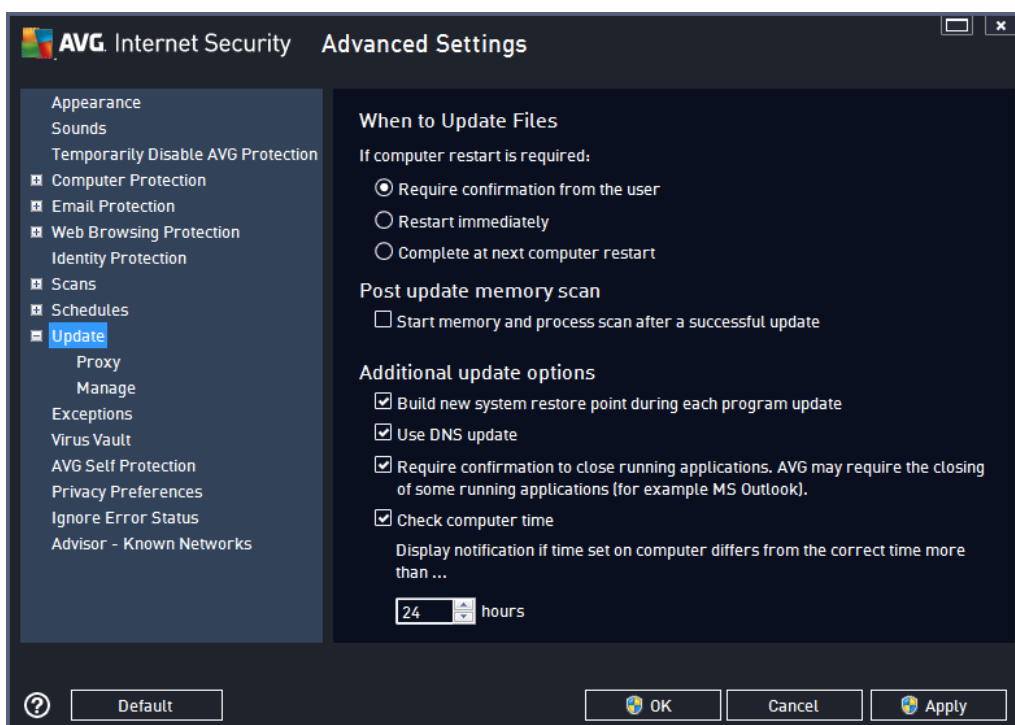 AVG. Internet Security Advanced Settings
Appearance
Sounds
Temporarily Disable AVG Protection
Computer Protection
Email Protection
Web Browsing Protection
Identity Protection
Scans
Schedules
Update
Proxy
Manage
Exceptions
Virus Vault
AVG Self Protection
Privacy Preferences
Ignore Error Status
Advisor - Known Networks
When to Update Files
If computer restart is required:
Require confirmation from the user
Restart immediately
Complete at next computer restart
Post update memory scan
Start memory and process scan after a successful update
Additional update options
Build new system restore point during each program update
Use DNS update
Require confirmation to close running applications. AVG may require the closing
of some running applications (for example MS Outlook).
Check computer time
Display notification if time set on computer differs from the correct time more
than ...
24 hours
? Default OK Cancel Apply